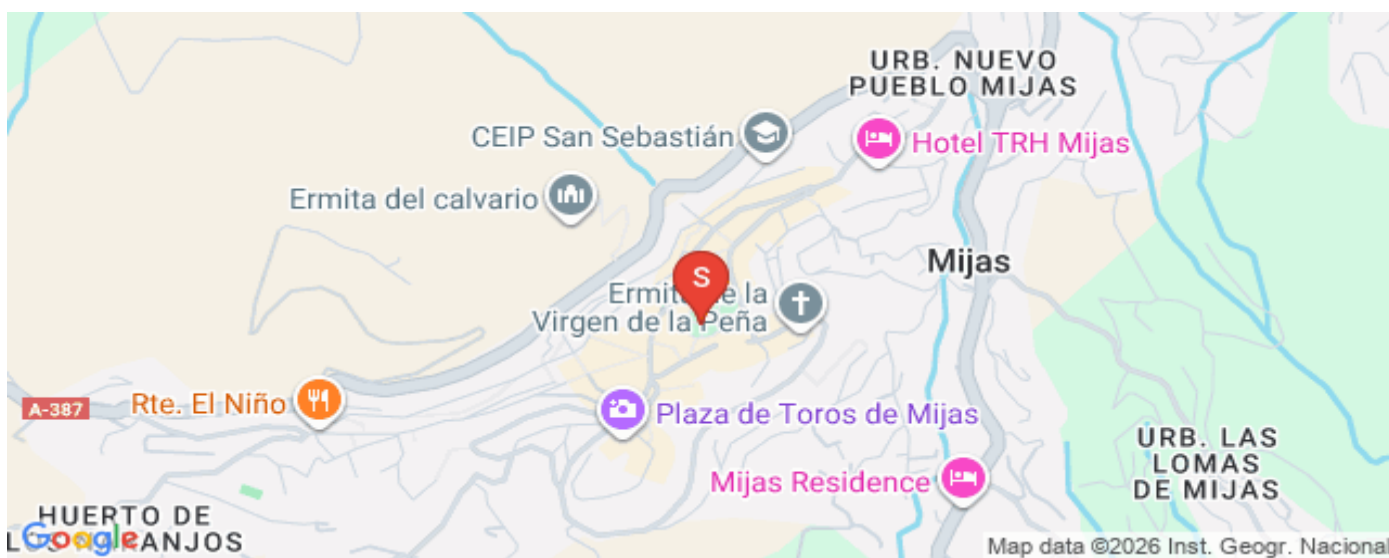 URB. NUEVO
PUEBLO MIJAS
CEIP San Sebastián
Hotel TRH Mijas
Ermita del calvario
Mijas
S
Ermita de la
Virgen de la Peña
A-387
Rte. El Niño
Plaza de Toros de Mijas
URB. LAS
LOMAS
DE MIJAS
Mijas Residence
HUERTO DE
Google
Map data ©2026 Inst. Geogr. Nacional